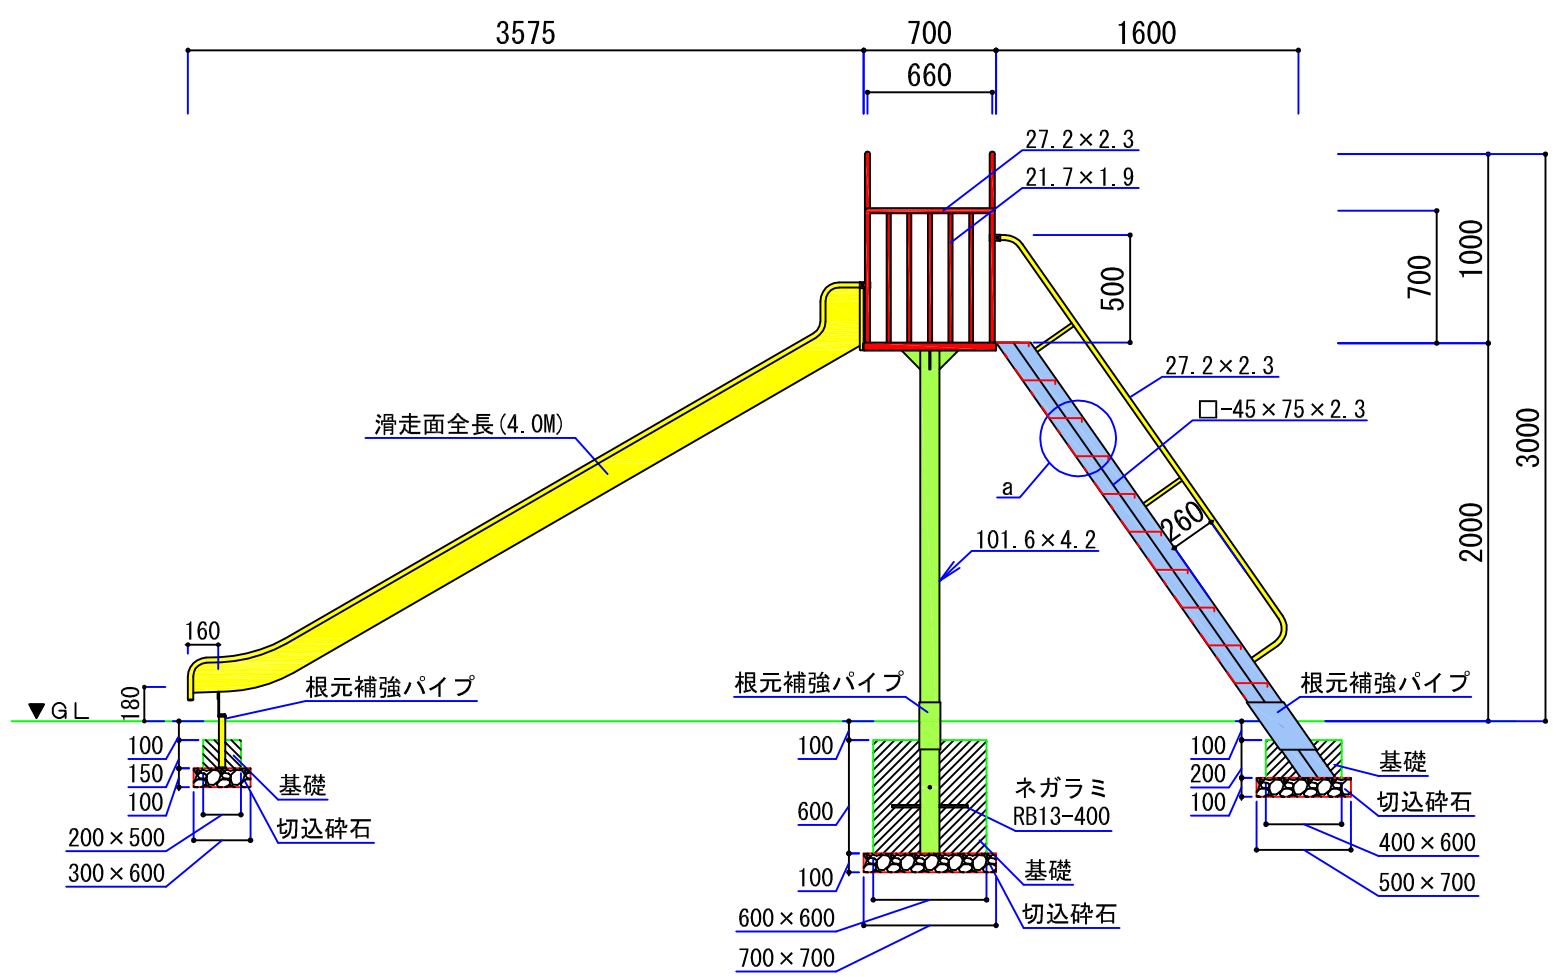 3575
700
1600
660
27.2×2.3
21.7×1.9
500
700
1000
3000
2000
27.2×2.3
□-45×75×2.3
滑走面全長(4.0M)
a
260
101.6×4.2
160
180
▼GL
根元補強パイプ
根元補強パイプ
根元補強パイプ
100
150
100
基礎
切込砕石
200×500
300×600
100
600
100
ネガラミ
RB13-400
基礎
切込砕石
600×600
700×700
100
200
100
基礎
切込砕石
400×600
500×700